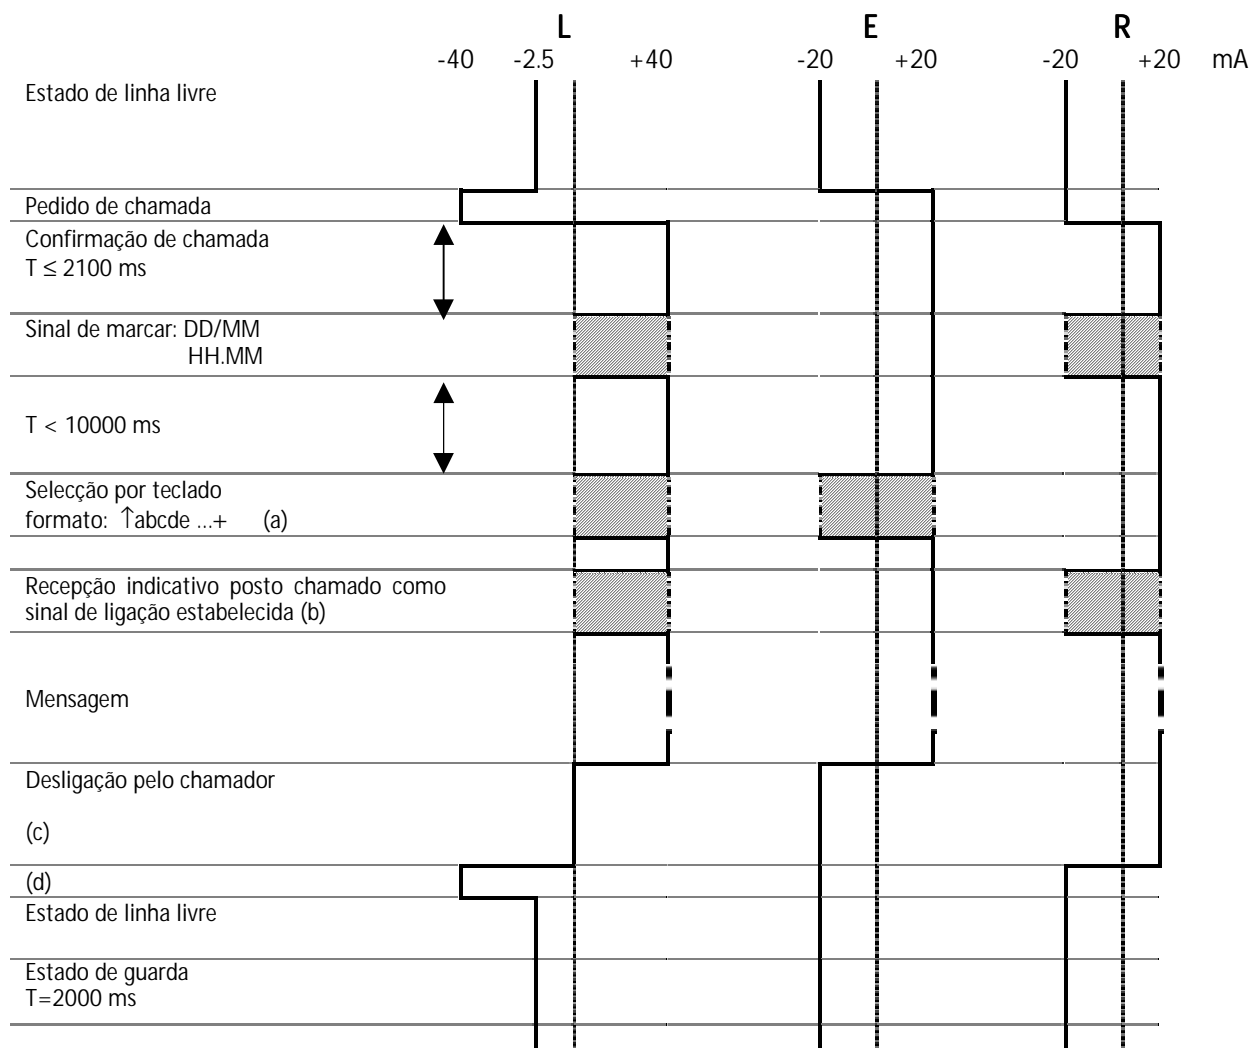 L E R
-40 -2.5 +40 -20 +20 -20 +20 mA
Estado de linha livre
Pedido de chamada
Confirmação de chamada
T ≤ 2100 ms
Sinal de marcar: DD/MM
HH.MM
T < 10000 ms
Selecção por teclado
formato: ↑abcde ...+ (a)
Recepção indicativo posto chamado como
sinal de ligação estabelecida (b)
Mensagem
Desligação pelo chamador
(c)
(d)
Estado de linha livre
Estado de guarda
T=2000 ms